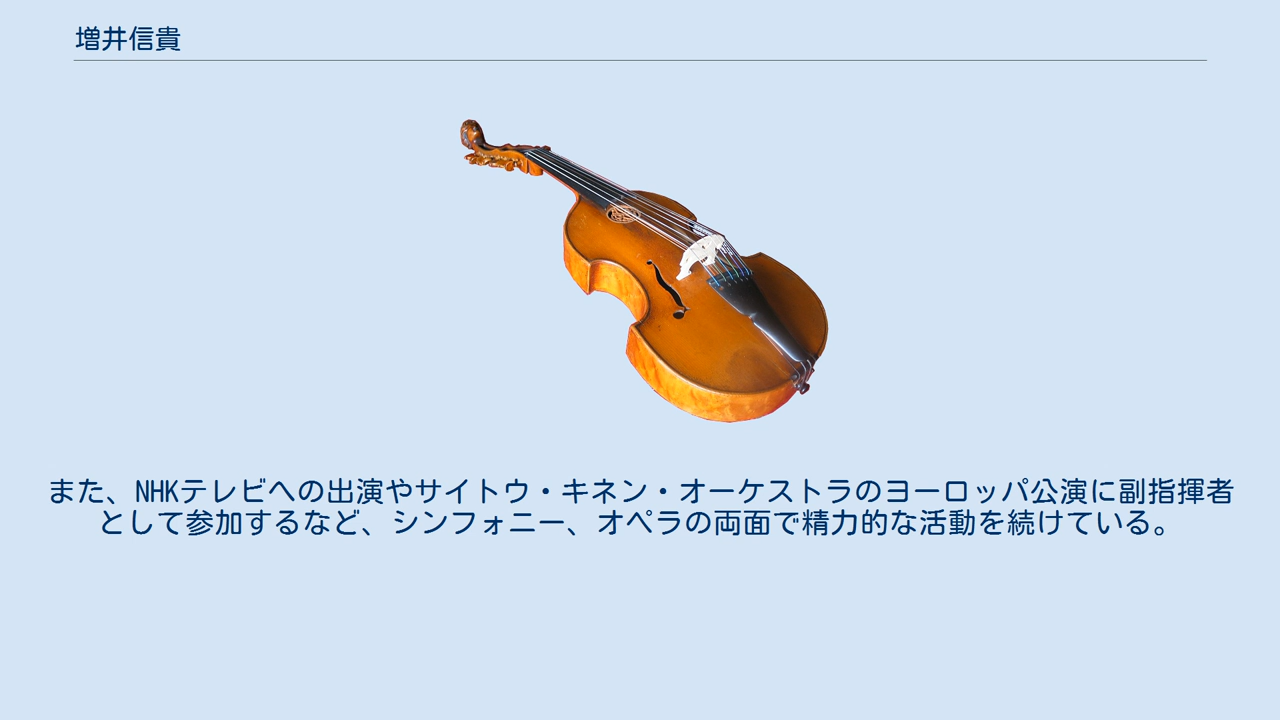 増井信貴
また、NHKテレビへの出演やサイトウ・キネン・オーケストラのヨーロッパ公演に副指揮者
として参加するなど、シンフォニー、オペラの両面で精力的な活動を続けている。